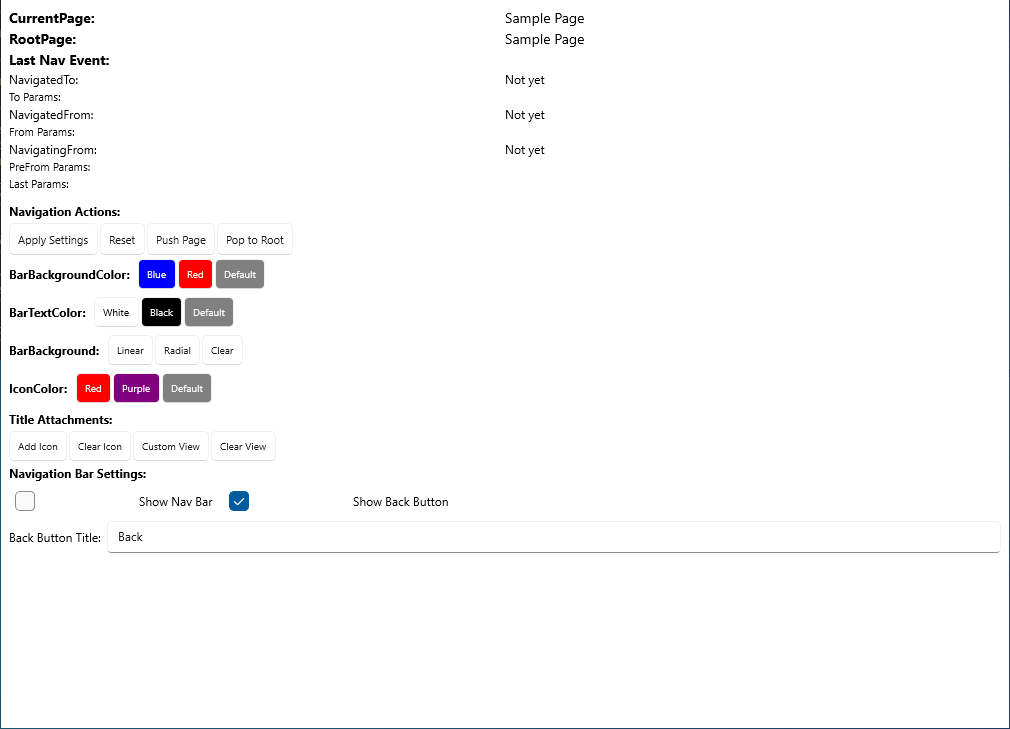 CurrentPage: Sample Page
RootPage: Sample Page
Last Nav Event:
NavigatedTo: Not yet
To Params:
NavigatedFrom: Not yet
From Params:
NavigatingFrom: Not yet
PreFrom Params:
Last Params:
Navigation Actions:
Apply Settings Reset Push Page Pop to Root
BarBackgroundColor: Blue Red Default
BarTextColor: White Black Default
BarBackground: Linear Radial Clear
IconColor: Red Purple Default
Title Attachments:
Add Icon Clear Icon Custom View Clear View
Navigation Bar Settings:
Show Nav Bar Show Back Button
Back Button Title: Back